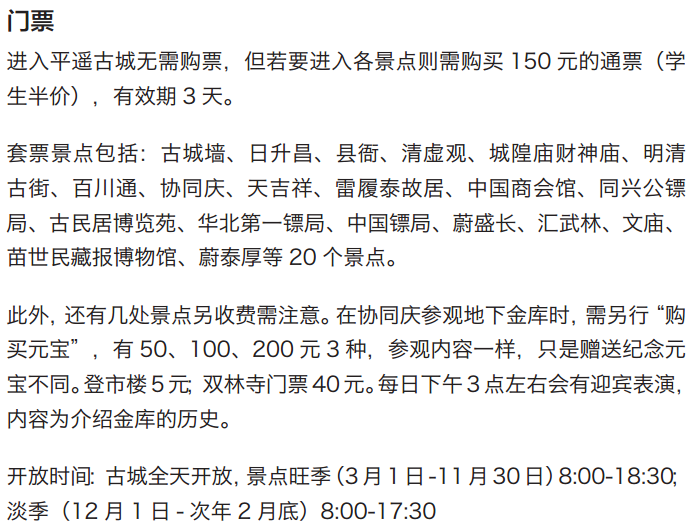 门票
进入平遥古城无需购票，但若要进入各景点则需购买 150 元的通票（学
生半价），有效期 3 天。
套票景点包括：古城墙、日升昌、县衙、清虚观、城隍庙财神庙、明清
古街、百川通、协同庆、天吉祥、雷履泰故居、中国商会馆、同兴公镖
局、古民居博览苑、华北第一镖局、中国镖局、蔚盛长、汇武林、文庙、
苗世民藏报博物馆、蔚泰厚等 20 个景点。
此外，还有几处景点另收费需注意。在协同庆参观地下金库时，需另行“购
买元宝”，有 50、100、200 元 3 种，参观内容一样，只是赠送纪念元
宝不同。登市楼 5 元；双林寺门票 40 元。每日下午 3 点左右会有迎宾表演，
内容为介绍金库的历史。
开放时间：古城全天开放，景点旺季（3 月 1 日 -11 月 30 日）8:00-18:30；
淡季（12 月 1 日 - 次年 2 月底）8:00-17:30